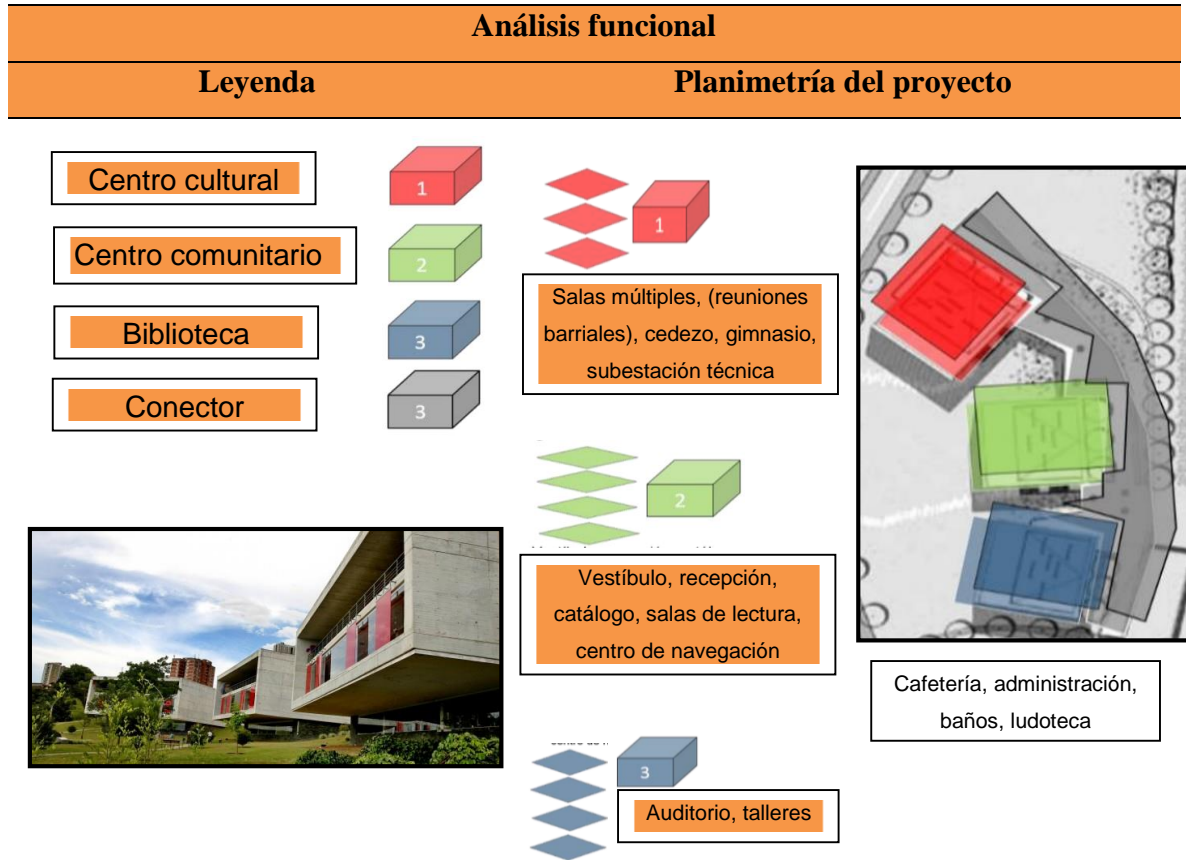 Análisis funcional
Leyenda
Planimetría del proyecto
Centro cultural
1
Centro comunitario
2
Biblioteca
3
Conector
3
1
Salas múltiples, (reuniones
barriales), cedezo, gimnasio,
subestación técnica
2
Vestíbulo, recepción,
catálogo, salas de lectura,
centro de navegación
3
Auditorio, talleres
Cafetería, administración,
baños, ludoteca